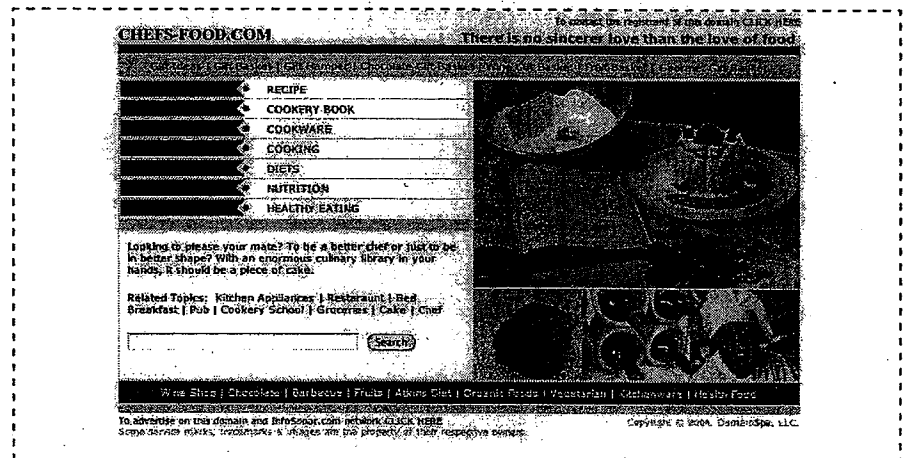 To contact the registrant of this domain CLICK HERE
CHEFS-FOOD.COM
There is no sincerer love than the love of food
RECIPE
COOKERY BOOK
COOKWARE
COOKING
DIETS
NUTRITION
HEALTHY EATING
Looking to please your mate? To be a better chef or just to be
in better shape? With an enormous culinary library in your
hands, it should be a piece of cake.
Related Topics: Kitchen Appliances | Restaraunt | Bed
Breakfast | Pub | Cookery School | Groceries | Cake | Chef
Search
Wine Shop | Chocolate | Barbecue | Fruits | Atkins Diet | Organic Foods | Vegetarian | Kitchenware | Health Food
To advertise on this domain and InfoSonar.com network CLICK HERE
Copyright © 2004, DomainSpa, LLC.
Some service marks, trademarks & images are the property of their respective owners.